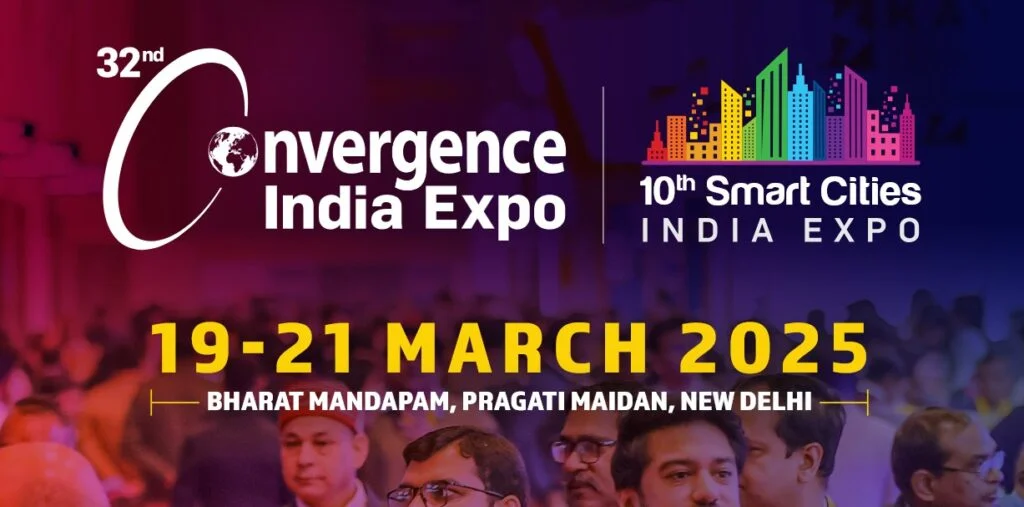 32nd
Convergence
India Expo
10th Smart Cities
INDIA EXPO
19-21 MARCH 2025
BHARAT MANDAPAM, PRAGATI MAIDAN, NEW DELHI